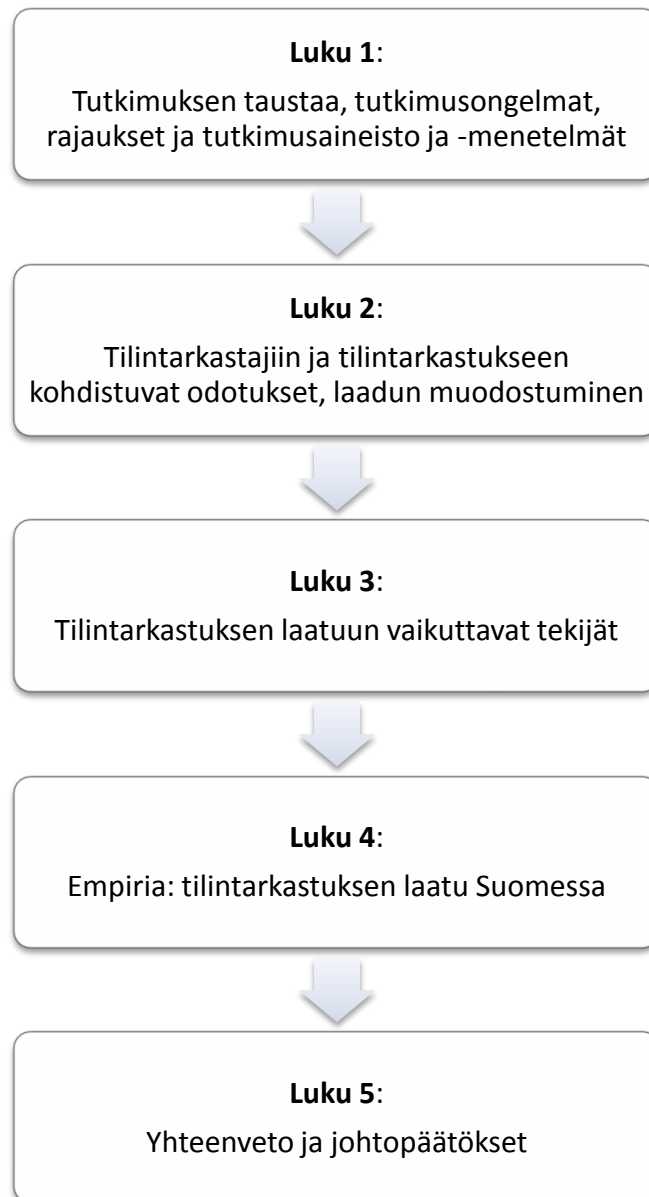 Luku 1:
Tutkimuksen taustaa, tutkimusongelmat,
rajaukset ja tutkimusaineisto ja -menetelmät
Luku 2:
Tilintarkastajiin ja tilintarkastukseen
kohdistuvat odotukset, laadun muodostuminen
Luku 3:
Tilintarkastuksen laatuun vaikuttavat tekijät
Luku 4:
Empiria: tilintarkastuksen laatu Suomessa
Luku 5:
Yhteenveto ja johtopäätökset